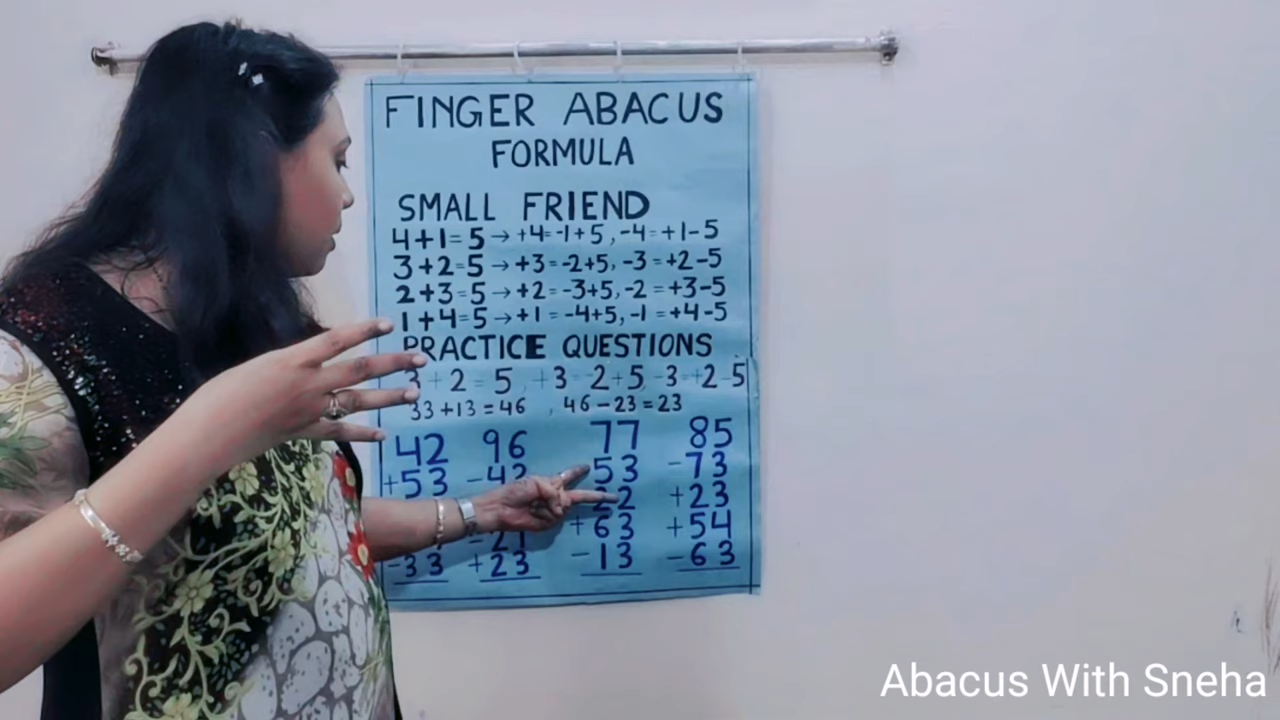 FINGER ABACUS
FORMULA
SMALL FRIEND
4+1=5→+4=-1+5, -4=+1-5
3+2=5→+3=-2+5, -3=+2-5
2+3=5→+2=-3+5, -2=+3-5
1+4=5→+1=-4+5, -1=+4-5
PRACTICE QUESTIONS
3+2=5, +3=-2+5 -3=+2-5
33+13=46, 46-23=23
42 96 77 85
+53 -42 53 -73
22 +23
+63 +54
-33 +23 -13 -63
Abacus With Sneha